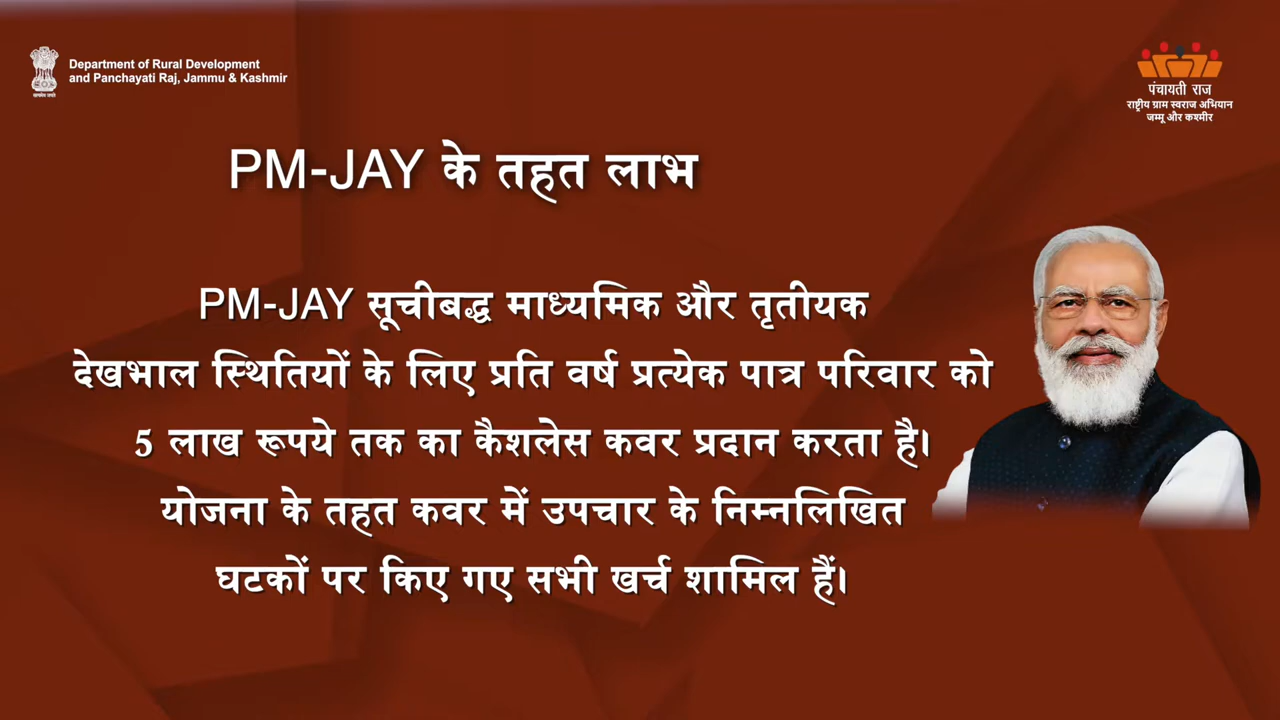 Department of Rural Development
and Panchayati Raj, Jammu & Kashmir
पंचायती राज
राष्ट्रीय ग्राम स्वराज अभियान
जम्मू और कश्मीर
PM-JAY के तहत लाभ
PM-JAY सूचीबद्ध माध्यमिक और तृतीयक
देखभाल स्थितियों के लिए प्रति वर्ष प्रत्येक पात्र परिवार को
5 लाख रूपये तक का कैशलेस कवर प्रदान करता है।
योजना के तहत कवर में उपचार के निम्नलिखित
घटकों पर किए गए सभी खर्च शामिल हैं।